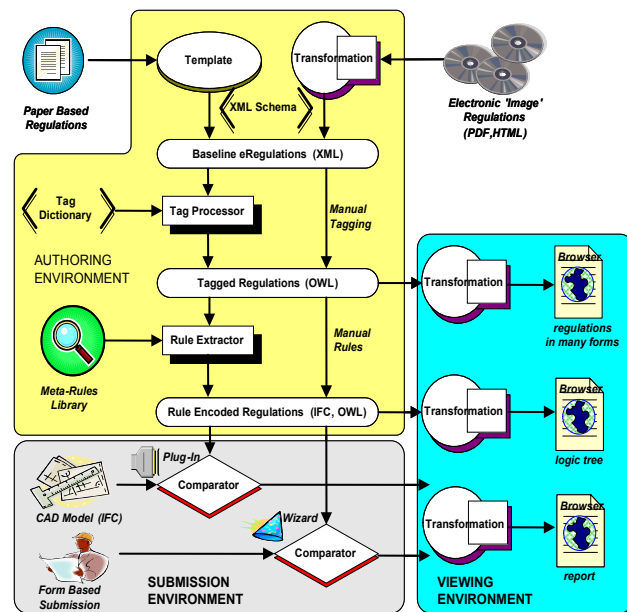 Template
Transformation
Paper Based
Regulations
XML Schema
Electronic 'Image'
Regulations
(PDF,HTML)
Baseline eRegulations (XML)
Tag
Dictionary
Tag Processor
Manual
Tagging
AUTHORING
ENVIRONMENT
Tagged Regulations (OWL)
Transformation
Browser
regulations
in many forms
Rule Extractor
Manual
Rules
Meta-Rules
Library
Rule Encoded Regulations (IFC, OWL)
Transformation
Browser
logic tree
Plug-In
Comparator
CAD Model (IFC)
Wizard
Comparator
Transformation
Browser
report
Form Based
Submission
SUBMISSION
ENVIRONMENT
VIEWING
ENVIRONMENT